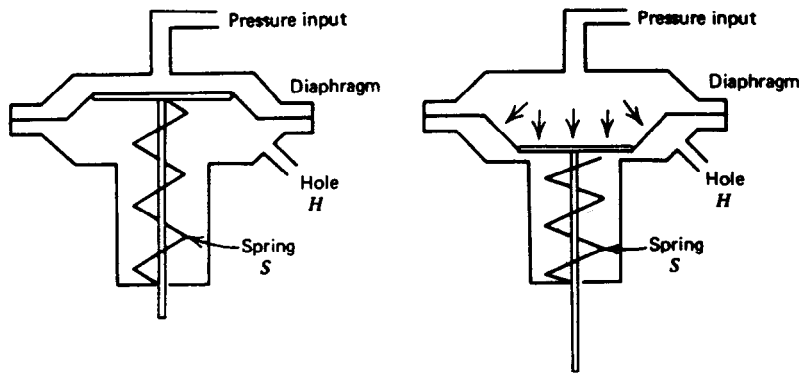 Pressure input
Diaphragm
Hole
H
Spring
S
Pressure input
Diaphragm
Hole
H
Spring
S